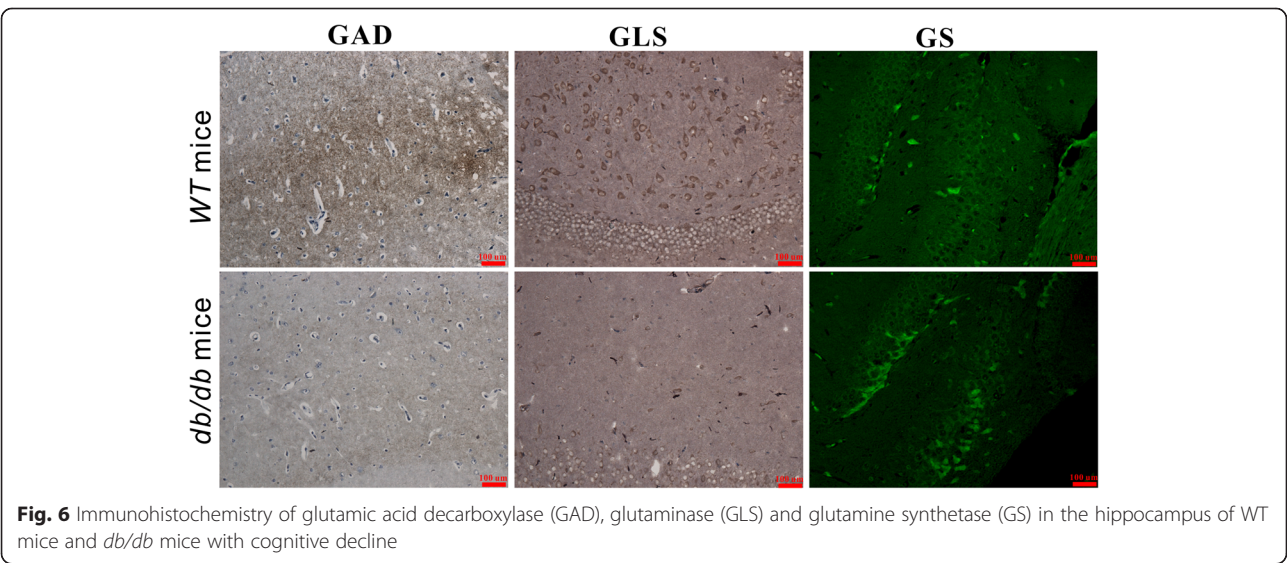 GAD GLS GS
WT mice
100 um 100 um 100 um
db/db mice
100 um 100 um 100 um
Fig. 6 Immunohistochemistry of glutamic acid decarboxylase (GAD), glutaminase (GLS) and glutamine synthetase (GS) in the hippocampus of WT
mice and db/db mice with cognitive decline